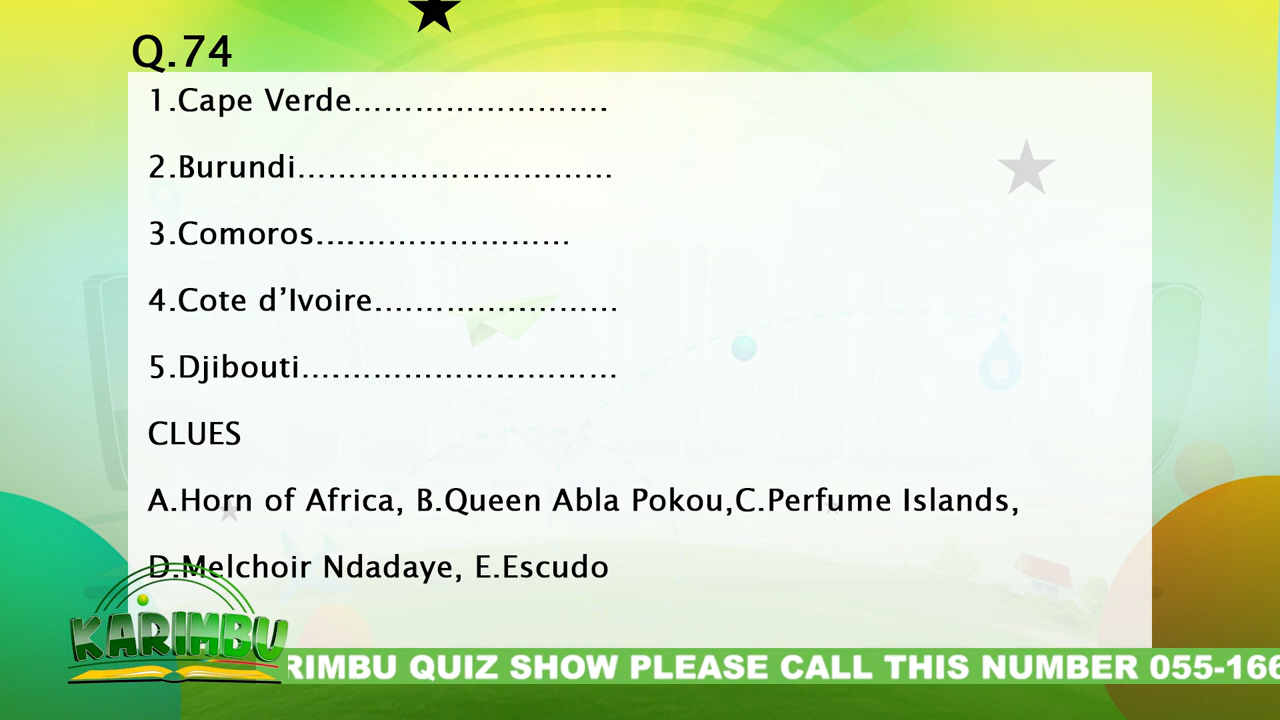 Q.74
1.Cape Verde.......................
2.Burundi...............................
3.Comoros.........................
4.Cote d’Ivoire........................
5.Djibouti...............................
CLUES
A.Horn of Africa, B.Queen Abla Pokou,C.Perfume Islands,
D.Melchoir Ndadaye, E.Escudo
KARIMBU
RIMBU QUIZ SHOW PLEASE CALL THIS NUMBER 055-166